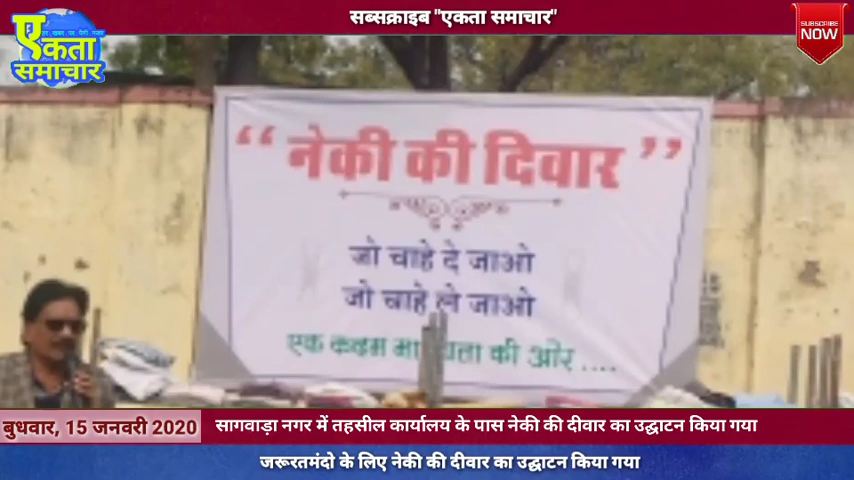 सब्सक्राइब "एकता समाचार"
एकता
समाचार
SUBSCRIBE
NOW
“ नेकी की दिवार ”
जो चाहे दे जाओ
जो चाहे ले जाओ
एक कदम की ओर ....
बुधवार, 15 जनवरी 2020
सागवाड़ा नगर में तहसील कार्यालय के पास नेकी की दीवार का उद्घाटन किया गया
जरूरतमंदो के लिए नेकी की दीवार का उद्घाटन किया गया